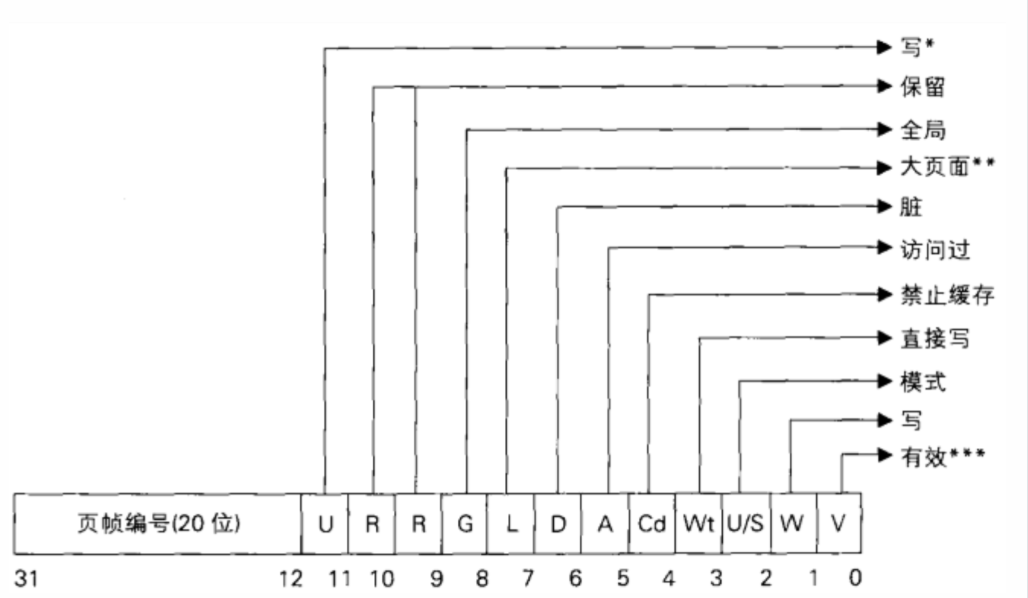 写*
保留
全局
大页面**
脏
访问过
禁止缓存
直接写
模式
写
有效***
页帧编号(20 位) U R R G L D A Cd Wt U/S W V
31 12 11 10 9 8 7 6 5 4 3 2 1 0